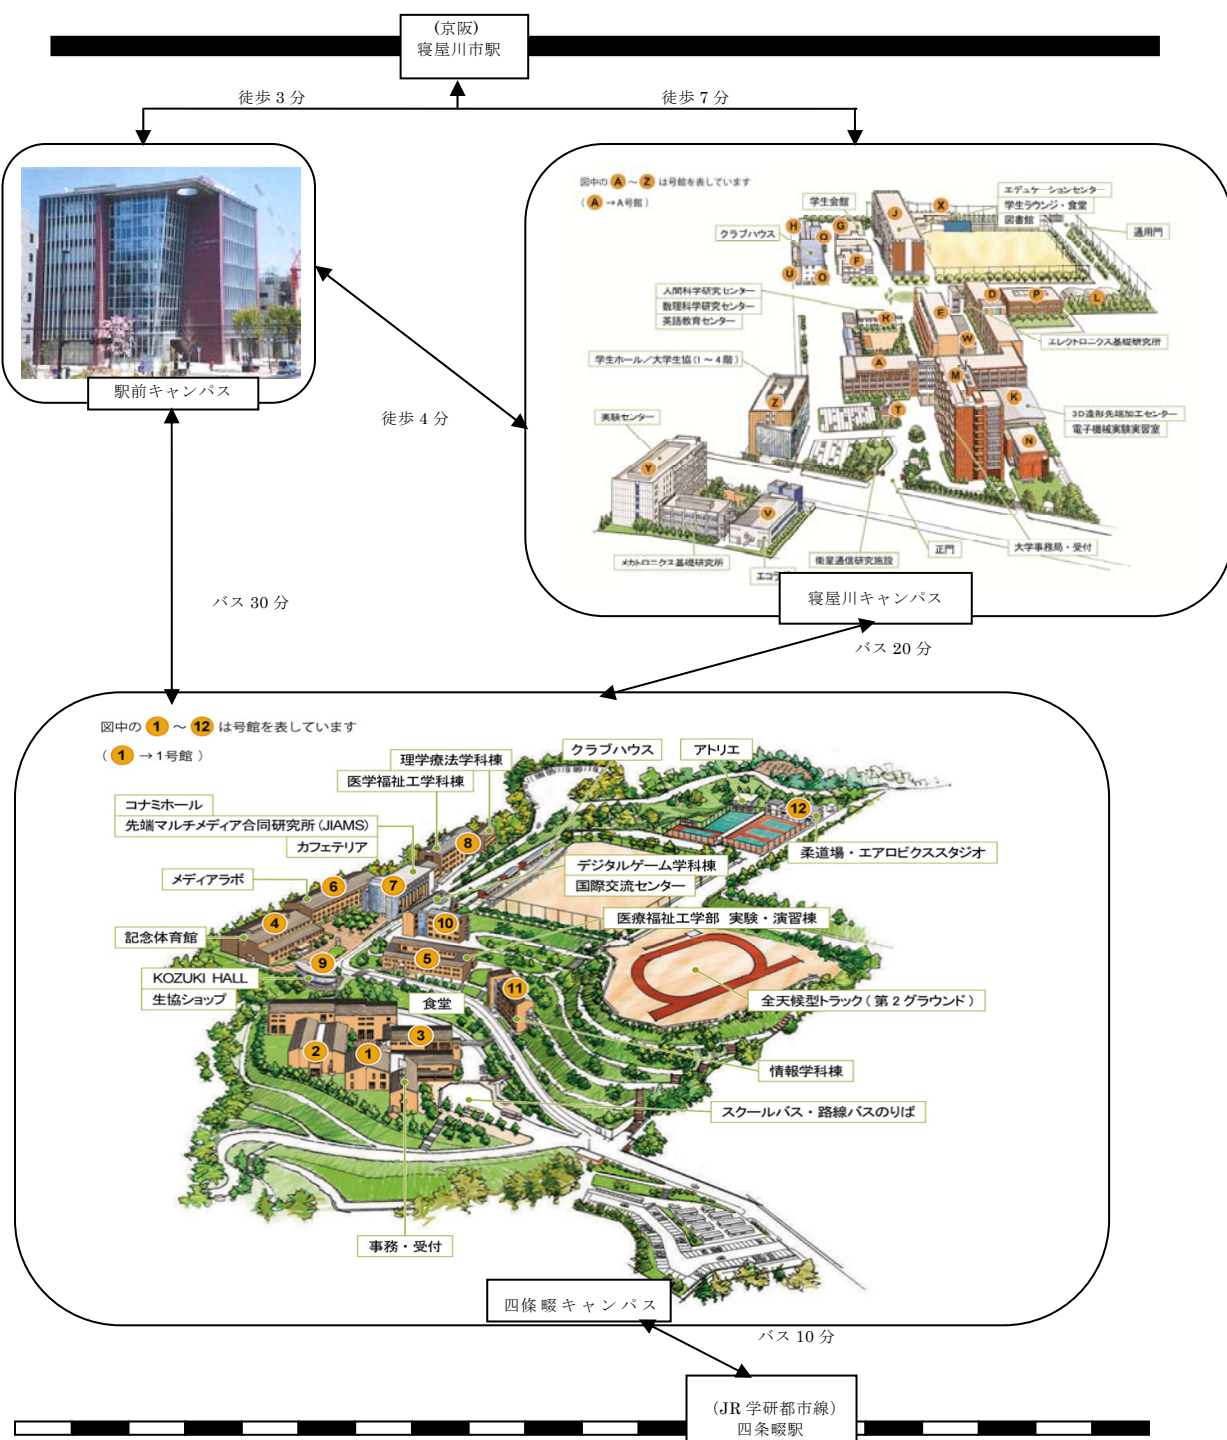 (京阪)
寝屋川市駅
徒歩 3 分
徒歩 7 分
駅前キャンパス
徒歩 4 分
図中の A ～ Z は号館を表しています
( A →A号館 )
エデュケーションセンター
学生ラウンジ・食堂
図書館
学生会館
通用門
クラブハウス
H
Q
G
J
X
U
O
F
人間科学研究センター
数理科学研究センター
英語教育センター
D
P
L
E
R
W
エレクトロニクス基礎研究所
学生ホール／大学生協(1～4階)
A
M
Z
T
K
3D造形先端加工センター
電子機械実験実習室
実験センター
N
Y
V
メカトロニクス基礎研究所
衛星通信研究施設
正門
大学事務局・受付
寝屋川キャンパス
バス 30 分
バス 20 分
図中の 1 ～ 12 は号館を表しています
( 1 →1号館 )
クラブハウス
アトリエ
理学療法学科棟
医学福祉工学科棟
コナミホール
先端マルチメディア合同研究所(JIAMS)
カフェテリア
12
8
柔道場・エアロビクススタジオ
デジタルゲーム学科棟
国際交流センター
メディアラボ
6
7
医療福祉工学部 実験・演習棟
4
10
記念体育館
9
5
KOZUKI HALL
生協ショップ
11
食堂
全天候型トラック(第2グラウンド)
3
2
1
情報学科棟
スクールバス・路線バスのりば
事務・受付
四條畷キャンパス
バス 10 分
(JR 学研都市線)
四条畷駅